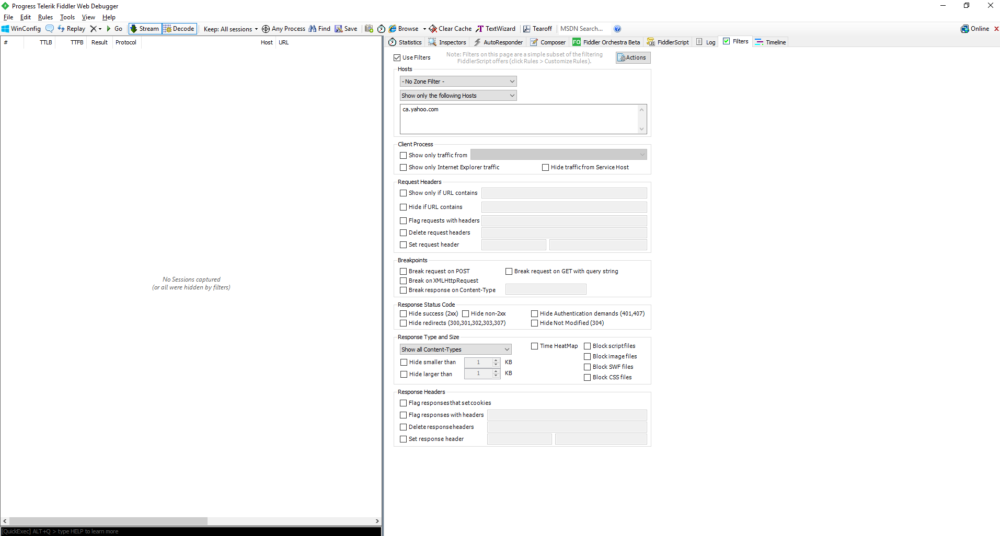 Progress Telerik Fiddler Web Debugger
File Edit Rules Tools View Help
WinConfig Replay Go Stream Decode Keep: All sessions Any Process Find Save Browse Clear Cache TextWizard Tearoff MSDN Search... Online
# TTLB TTFB Result Protocol Host URL
Statistics Inspectors AutoResponder Composer FO Fiddler Orchestra Beta FiddlerScript Log Filters Timeline
Use Filters
Note: Filters on this page are a simple subset of the filtering
FiddlerScript offers (click Rules > Customize Rules).
Actions
Hosts
- No Zone Filter -
Show only the following Hosts
ca.yahoo.com
Client Process
Show only traffic from
Show only Internet Explorer traffic Hide traffic from Service Host
Request Headers
Show only if URL contains
Hide if URL contains
Flag requests with headers
Delete request headers
Set request header
Breakpoints
Break request on POST Break request on GET with query string
Break on XMLHttpRequest
Break response on Content-Type
Response Status Code
Hide success (2xx) Hide non-2xx Hide Authentication demands (401,407)
Hide redirects (300,301,302,303,307) Hide Not Modified (304)
Response Type and Size
Show all Content-Types Time HeatMap Block script files
Block image files
Hide smaller than 1 KB
Block SWF files
Hide larger than 1 KB
Block CSS files
Response Headers
Flag responses that set cookies
Flag responses with headers
Delete response headers
Set response header
No Sessions captured
(or all were hidden by filters)
[QuickExec] ALT+Q > type HELP to learn more